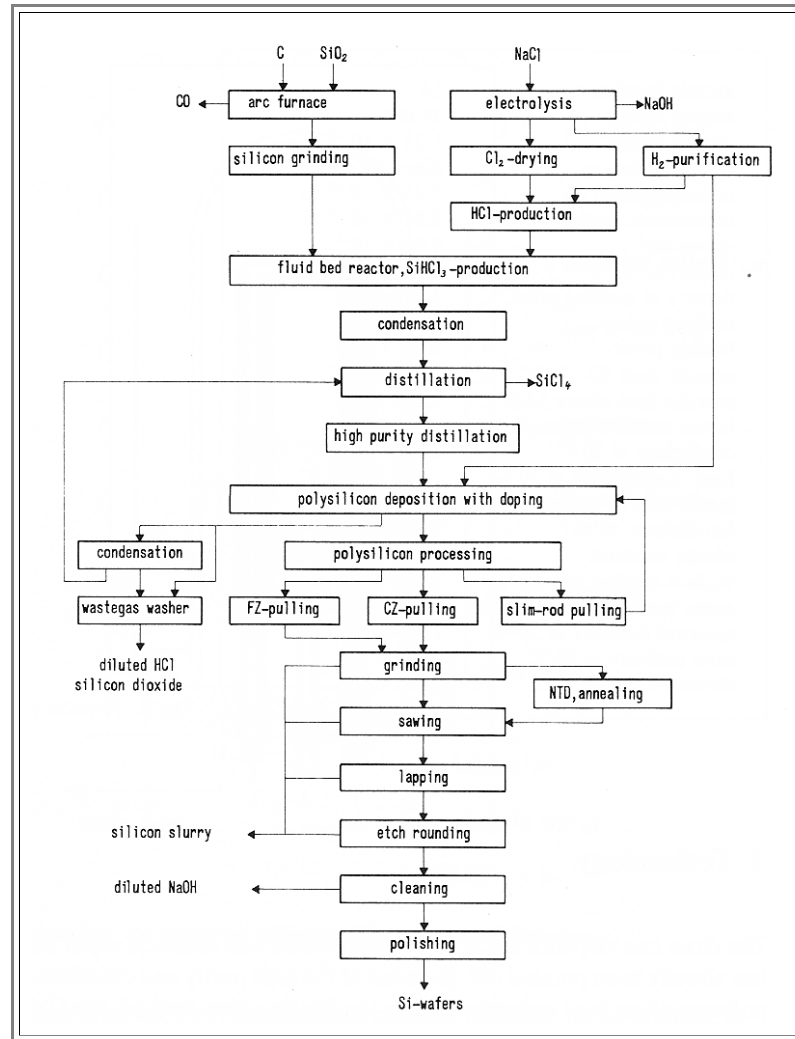 C
SiO₂
NaCl
CO
arc furnace
electrolysis
NaOH
silicon grinding
Cl₂-drying
H₂-purification
HCl-production
fluid bed reactor,SiHCl₃-production
condensation
distillation
SiCl₄
high purity distillation
polysilicon deposition with doping
condensation
polysilicon processing
wastegas washer
FZ-pulling
CZ-pulling
slim-rod pulling
diluted HCl
silicon dioxide
grinding
NTD,annealing
sawing
lapping
silicon slurry
etch rounding
diluted NaOH
cleaning
polishing
Si-wafers